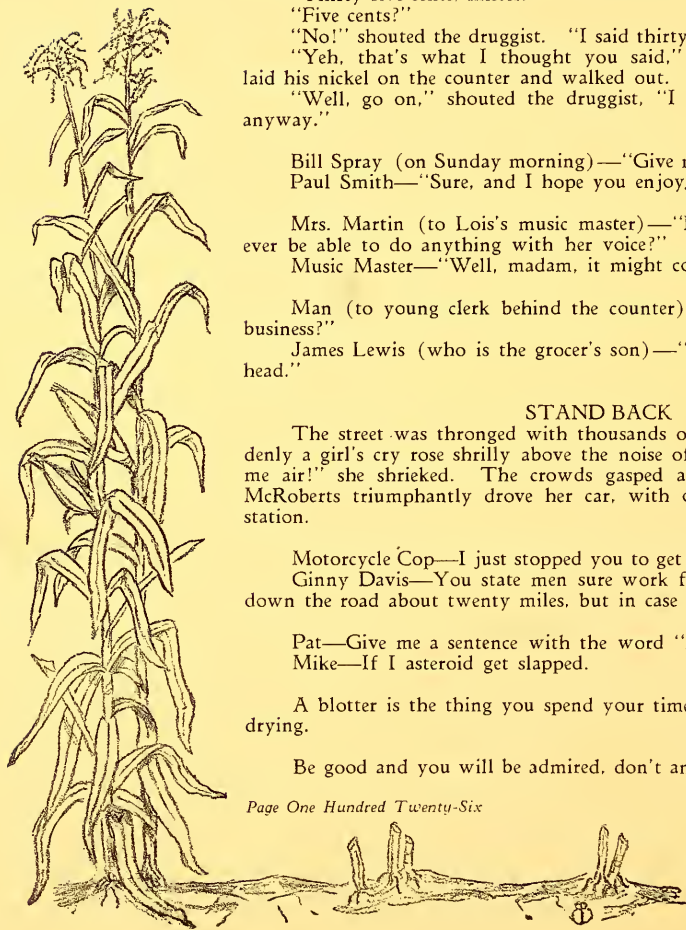 "Five cents?"
"No!" shouted the druggist. "I said thirty
"Yeh, that's what I thought you said,"
laid his nickel on the counter and walked out.
"Well, go on," shouted the druggist, "I
anyway."
Bill Spray (on Sunday morning)—"Give
Paul Smith—"Sure, and I hope you enjoy,
Mrs. Martin (to Lois's music master)—
ever be able to do anything with her voice?"
Music Master—"Well, madam, it might
Man (to young clerk behind the counter)
business?"
James Lewis (who is the grocer's son)—"
head."
STAND BACK
The street was thronged with thousands
denly a girl's cry rose shrilly above the noise of
me air!" she shrieked. The crowds gasped
McRoberts triumphantly drove her car, with
station.
Motorcycle Cop—I just stopped you to get
Ginny Davis—You state men sure work
down the road about twenty miles, but in case
Pat—Give me a sentence with the word "
Mike—If I asteroid get slapped.
A blotter is the thing you spend your time
drying.
Be good and you will be admired, don't
Page One Hundred Twenty-Six